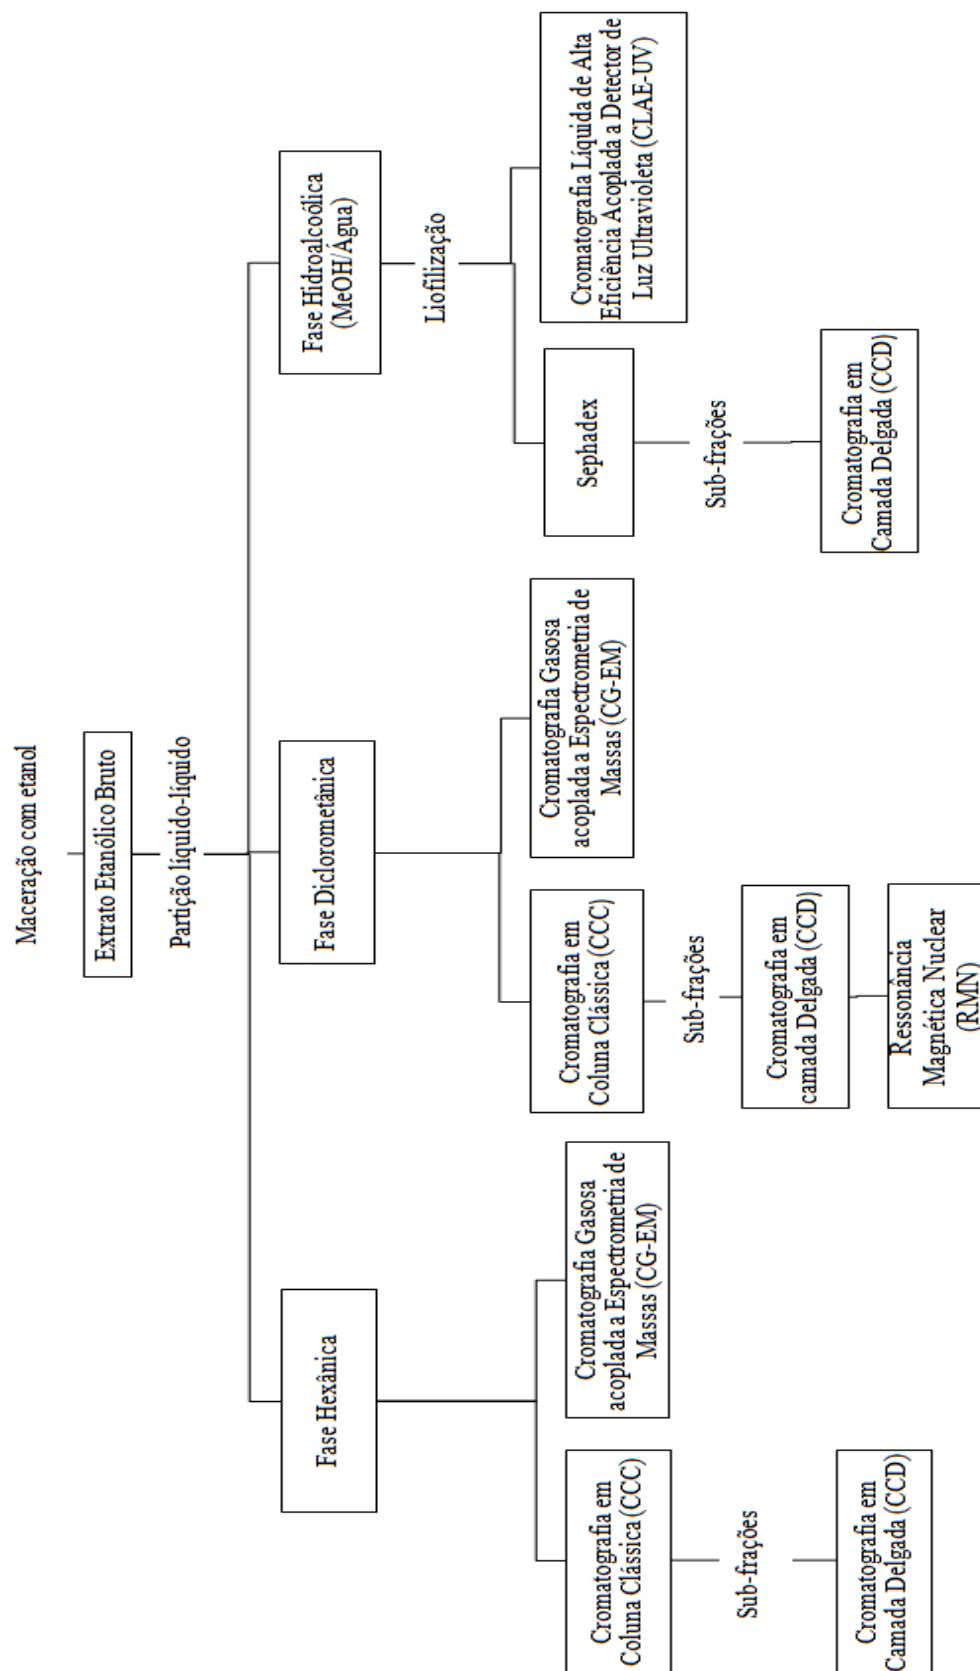 Maceração com etanol
Extrato Etanólico Bruto
Partição líquido-líquido
Fase Hexânica
Fase Diclorometânica
Fase Hidroalcoólica
(MeOH/Água)
Liofilização
Cromatografia em
Coluna Clássica (CCC)
Cromatografia Gasosa
acoplada a Espectrometria de
Massas (CG-EM)
Cromatografia em
Coluna Clássica (CCC)
Cromatografia Gasosa
acoplada a Espectrometria de
Massas (CG-EM)
Sephadex
Cromatografia Líquida de Alta
Eficiência Acoplada a Detector de
Luz Ultravioleta (CLAE-UV)
Sub-frações
Sub-frações
Sub-frações
Cromatografia em
Camada Delgada (CCD)
Cromatografia em
camada Delgada (CCD)
Cromatografia em
Camada Delgada (CCD)
Ressonância
Magnética Nuclear
(RMN)